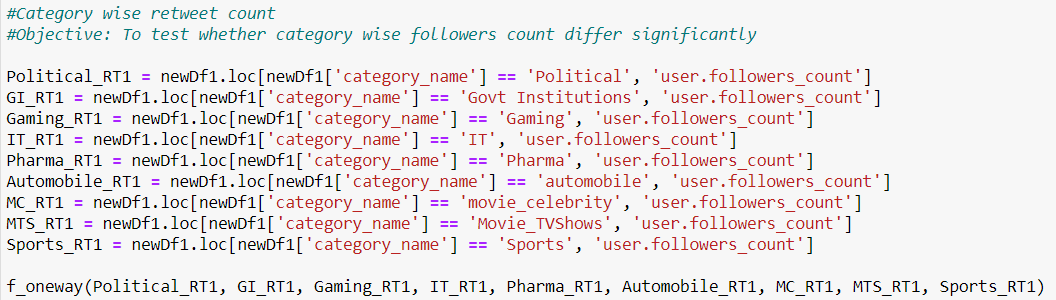 #Category wise retweet count
#Objective: To test whether category wise followers count differ significantly
Political_RT1 = newDf1.loc[newDf1['category_name'] == 'Political', 'user.followers_count']
GI_RT1 = newDf1.loc[newDf1['category_name'] == 'Govt Institutions', 'user.followers_count']
Gaming_RT1 = newDf1.loc[newDf1['category_name'] == 'Gaming', 'user.followers_count']
IT_RT1 = newDf1.loc[newDf1['category_name'] == 'IT', 'user.followers_count']
Pharma_RT1 = newDf1.loc[newDf1['category_name'] == 'Pharma', 'user.followers_count']
Automobile_RT1 = newDf1.loc[newDf1['category_name'] == 'automobile', 'user.followers_count']
MC_RT1 = newDf1.loc[newDf1['category_name'] == 'movie_celebrity', 'user.followers_count']
MTS_RT1 = newDf1.loc[newDf1['category_name'] == 'Movie_TVShows', 'user.followers_count']
Sports_RT1 = newDf1.loc[newDf1['category_name'] == 'Sports', 'user.followers_count']
f_oneway(Political_RT1, GI_RT1, Gaming_RT1, IT_RT1, Pharma_RT1, Automobile_RT1, MC_RT1, MTS_RT1, Sports_RT1)